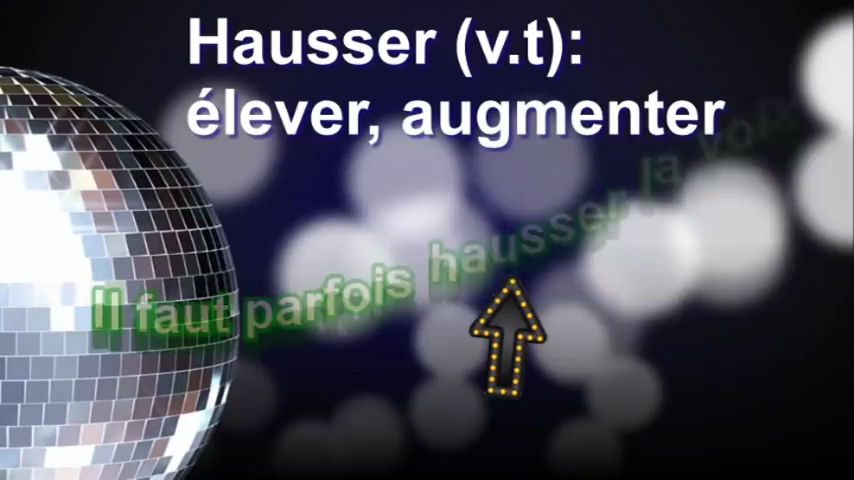 Hausser (v.t):
élever, augmenter
Il faut parfois hausser la voix